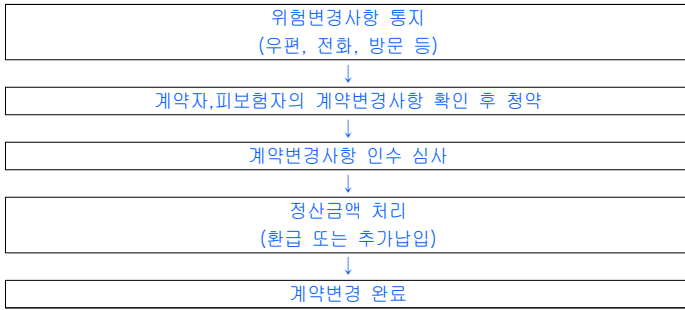 위험변경사항 통지
(우편, 전화, 방문 등)
↓
계약자,피보험자의 계약변경사항 확인 후 청약
↓
계약변경사항 인수 심사
↓
정산금액 처리
(환급 또는 추가납입)
↓
계약변경 완료